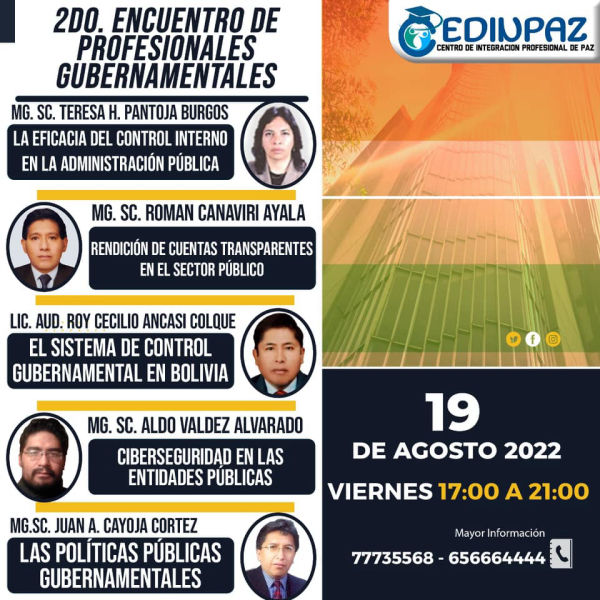 2DO. ENCUENTRO DE
PROFESIONALES
GUBERNAMENTALES
MG. SC. TERESA H. PANTOJA BURGOS
LA EFICACIA DEL CONTROL INTERNO
EN LA ADMINISTRACIÓN PÚBLICA
MG. SC. ROMAN CANAVIRI AYALA
RENDICIÓN DE CUENTAS TRANSPARENTES
EN EL SECTOR PÚBLICO
LIC. AUD. ROY CECILIO ANCASI COLQUE
EL SISTEMA DE CONTROL
GUBERNAMENTAL EN BOLIVIA
MG. SC. ALDO VALDEZ ALVARADO
CIBERSEGURIDAD EN LAS
ENTIDADES PÚBLICAS
MG.SC. JUAN A. CAYOJA CORTEZ
LAS POLÍTICAS PÚBLICAS
GUBERNAMENTALES
CEDINPAZ
CENTRO DE INTEGRACION PROFESIONAL DE PAZ
19
DE AGOSTO 2022
VIERNES 17:00 A 21:00
Mayor Información
77735568 - 656664444